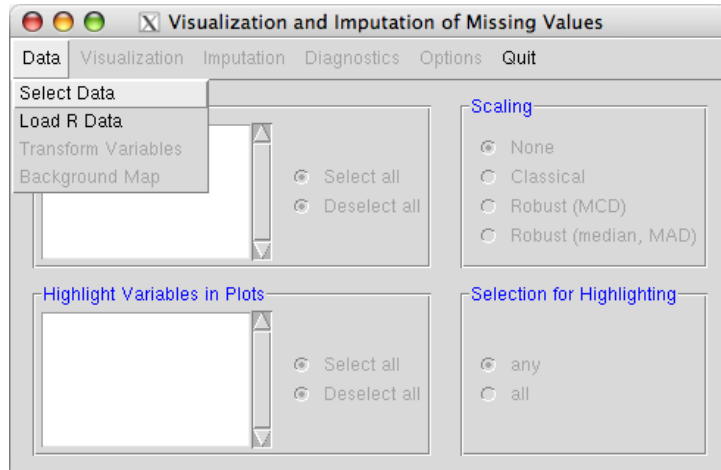 Visualization and Imputation of Missing Values
Data Visualization Imputation Diagnostics Options Quit
Select Data
Load R Data
Transform Variables
Background Map
Select all
Deselect all
Scaling
None
Classical
Robust (MCD)
Robust (median, MAD)
Highlight Variables in Plots
Select all
Deselect all
Selection for Highlighting
any
all